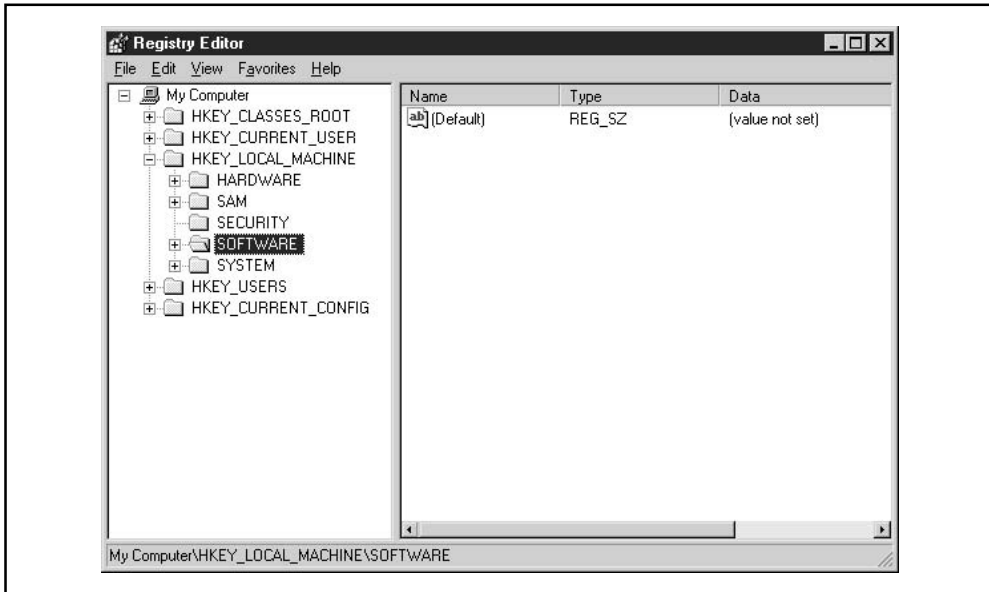 Registry Editor
File Edit View Favorites Help
My Computer
HKEY_CLASSES_ROOT
HKEY_CURRENT_USER
HKEY_LOCAL_MACHINE
HARDWARE
SAM
SECURITY
SOFTWARE
SYSTEM
HKEY_USERS
HKEY_CURRENT_CONFIG
Name Type Data
ab (Default) REG_SZ (value not set)
My Computer\HKEY_LOCAL_MACHINE\SOFTWARE